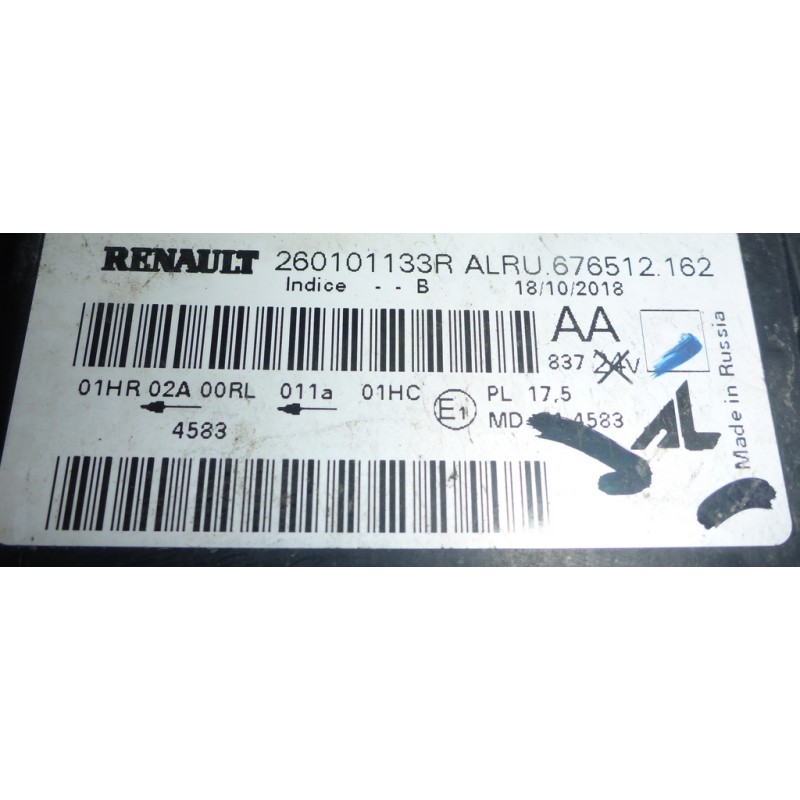 RENAULT 260101133R ALRU.676512.162
Indice - - B 18/10/2018
AA
837 24V
01HR 02A 00RL 011a 01HC E1 PL 17,5
4583 MD 4583
AL
Made in Russia